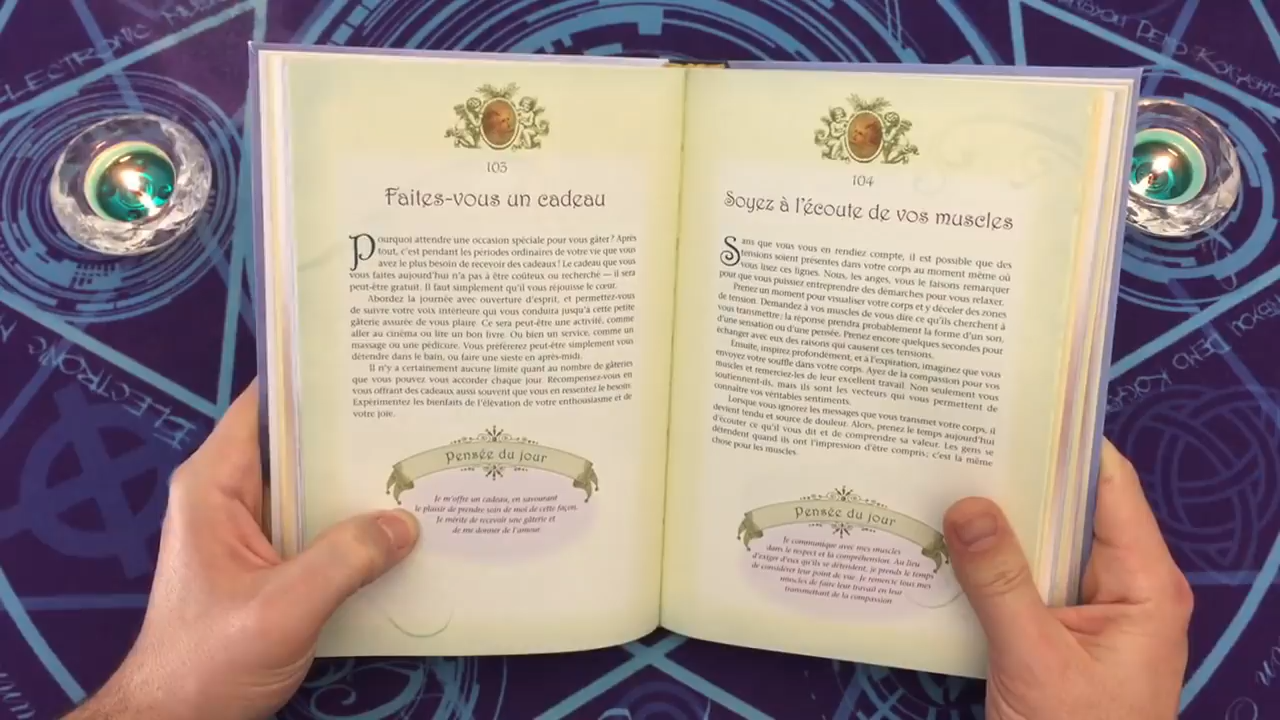 103
Faites-vous un cadeau
Pourquoi attendre une occasion spéciale pour vous gâter? Après
tout, c'est pendant les périodes ordinaires de votre vie que vous
avez le plus besoin de recevoir des cadeaux! Le cadeau que vous
vous faites aujourd'hui n'a pas à être coûteux ou recherché — il sera
peut-être gratuit. Il faut simplement qu'il vous réjouisse le cœur.
Abordez la journée avec ouverture d'esprit, et permettez-vous
de suivre votre voix intérieure qui vous conduira jusqu'à cette petite
gâterie assurée de vous plaire. Ce sera peut-être une activité, comme
aller au cinéma ou lire un bon livre. Ou bien un service, comme un
massage ou une pédicure. Vous préférerez peut-être simplement vous
détendre dans le bain, ou faire une sieste en après-midi.
Il n'y a certainement aucune limite quant au nombre de gâteries
que vous pouvez vous accorder chaque jour. Récompensez-vous en
vous offrant des cadeaux aussi souvent que vous en ressentez le besoin.
Expérimentez les bienfaits de l'élévation de votre enthousiasme et de
votre joie.
Pensée du jour
Je m'offre un cadeau, en savourant
le plaisir de prendre soin de moi de cette façon.
Je mérite de recevoir une gâterie et
de me donner de l'amour.
104
Soyez à l'écoute de vos muscles
Sans que vous vous en rendiez compte, il est possible que des
tensions soient présentes dans votre corps au moment même où
vous lisez ces lignes. Nous, les anges, vous le faisons remarquer
pour que vous puissiez entreprendre des démarches pour vous relaxer.
Prenez un moment pour visualiser votre corps et y déceler des zones
de tension. Demandez à vos muscles de vous dire ce qu'ils cherchent à
vous transmettre; la réponse prendra probablement la forme d'un son,
d'une sensation ou d'une pensée. Prenez encore quelques secondes pour
échanger avec eux des raisons qui causent ces tensions.
Ensuite, inspirez profondément, et à l'expiration, imaginez que vous
envoyez votre souffle dans votre corps. Ayez de la compassion pour vos
muscles et remerciez-les de leur excellent travail. Non seulement vous
soutiennent-ils, mais ils sont les vecteurs qui vous permettent de
connaître vos véritables sentiments.
Lorsque vous ignorez les messages que vous transmet votre corps, il
devient tendu et source de douleur. Alors, prenez le temps aujourd'hui
d'écouter ce qu'il vous dit et de comprendre sa valeur. Les gens se
détendent quand ils ont l'impression d'être compris; c'est la même
chose pour les muscles.
Pensée du jour
Je communique avec mes muscles
dans le respect et la compréhension. Au lieu
d'exiger d'eux qu'ils se détendent, je prends le temps
de considérer leur point de vue. Je remercie tous mes
muscles de faire leur travail en leur
transmettant de la compassion
ELECTRONIC
ELECTRONIC